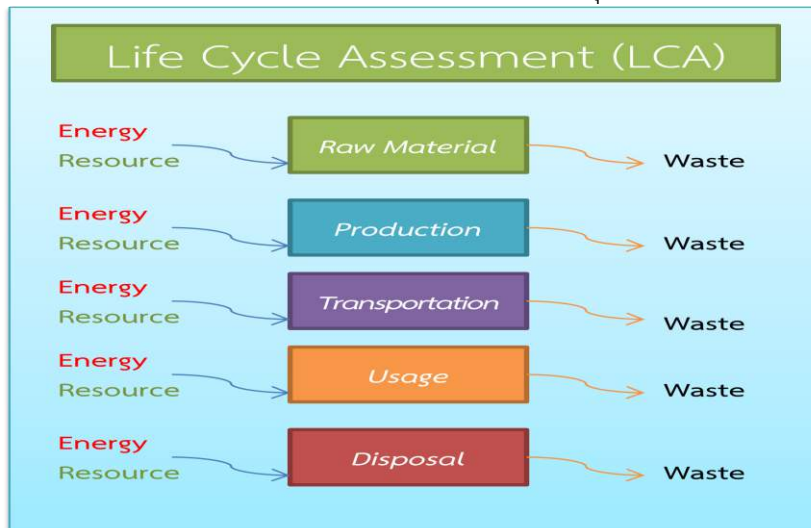 Life Cycle Assessment (LCA)
Energy
Resource
Raw Material
Waste
Energy
Resource
Production
Waste
Energy
Resource
Transportation
Waste
Energy
Resource
Usage
Waste
Energy
Resource
Disposal
Waste